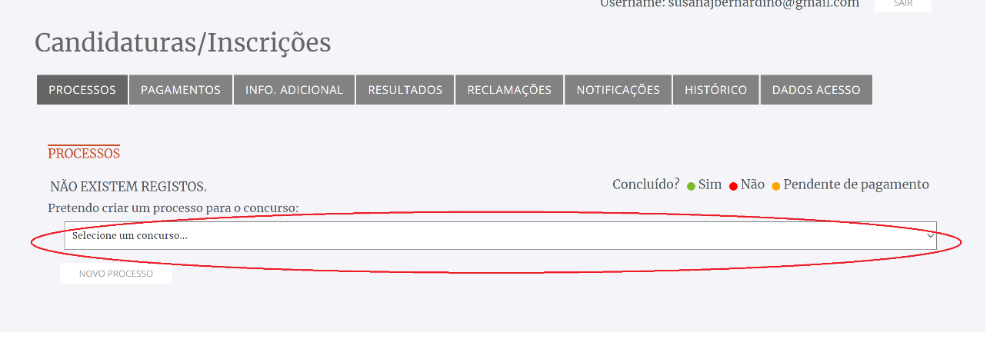 Username: susanajbernardino@gmail.com SAIR
Candidaturas/Inscrições
PROCESSOS PAGAMENTOS INFO. ADICIONAL RESULTADOS RECLAMAÇÕES NOTIFICAÇÕES HISTÓRICO DADOS ACESSO
PROCESSOS
NÃO EXISTEM REGISTOS. Concluído? Sim Não Pendente de pagamento
Pretendo criar um processo para o concurso:
Selecione um concurso...
NOVO PROCESSO